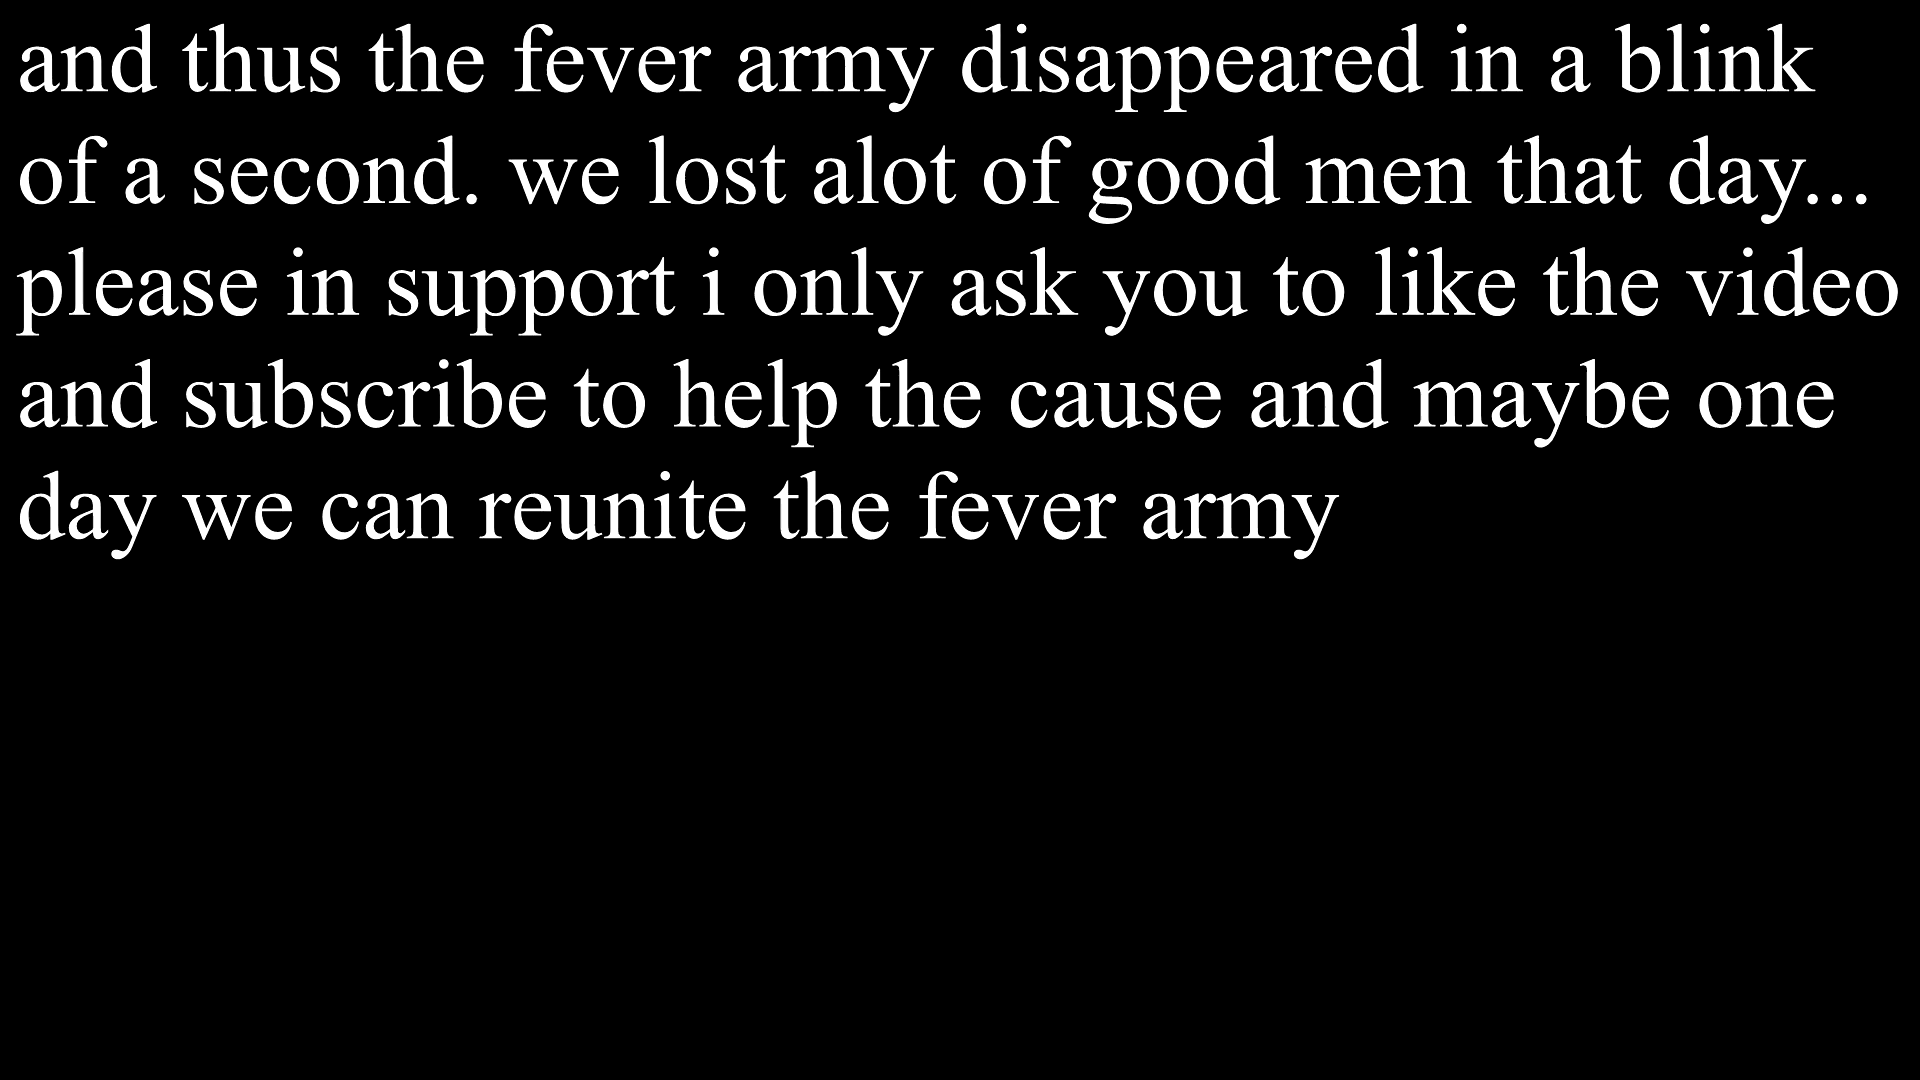 and thus the fever army disappeared in a blink
of a second. we lost alot of good men that day...
please in support i only ask you to like the video
and subscribe to help the cause and maybe one
day we can reunite the fever army